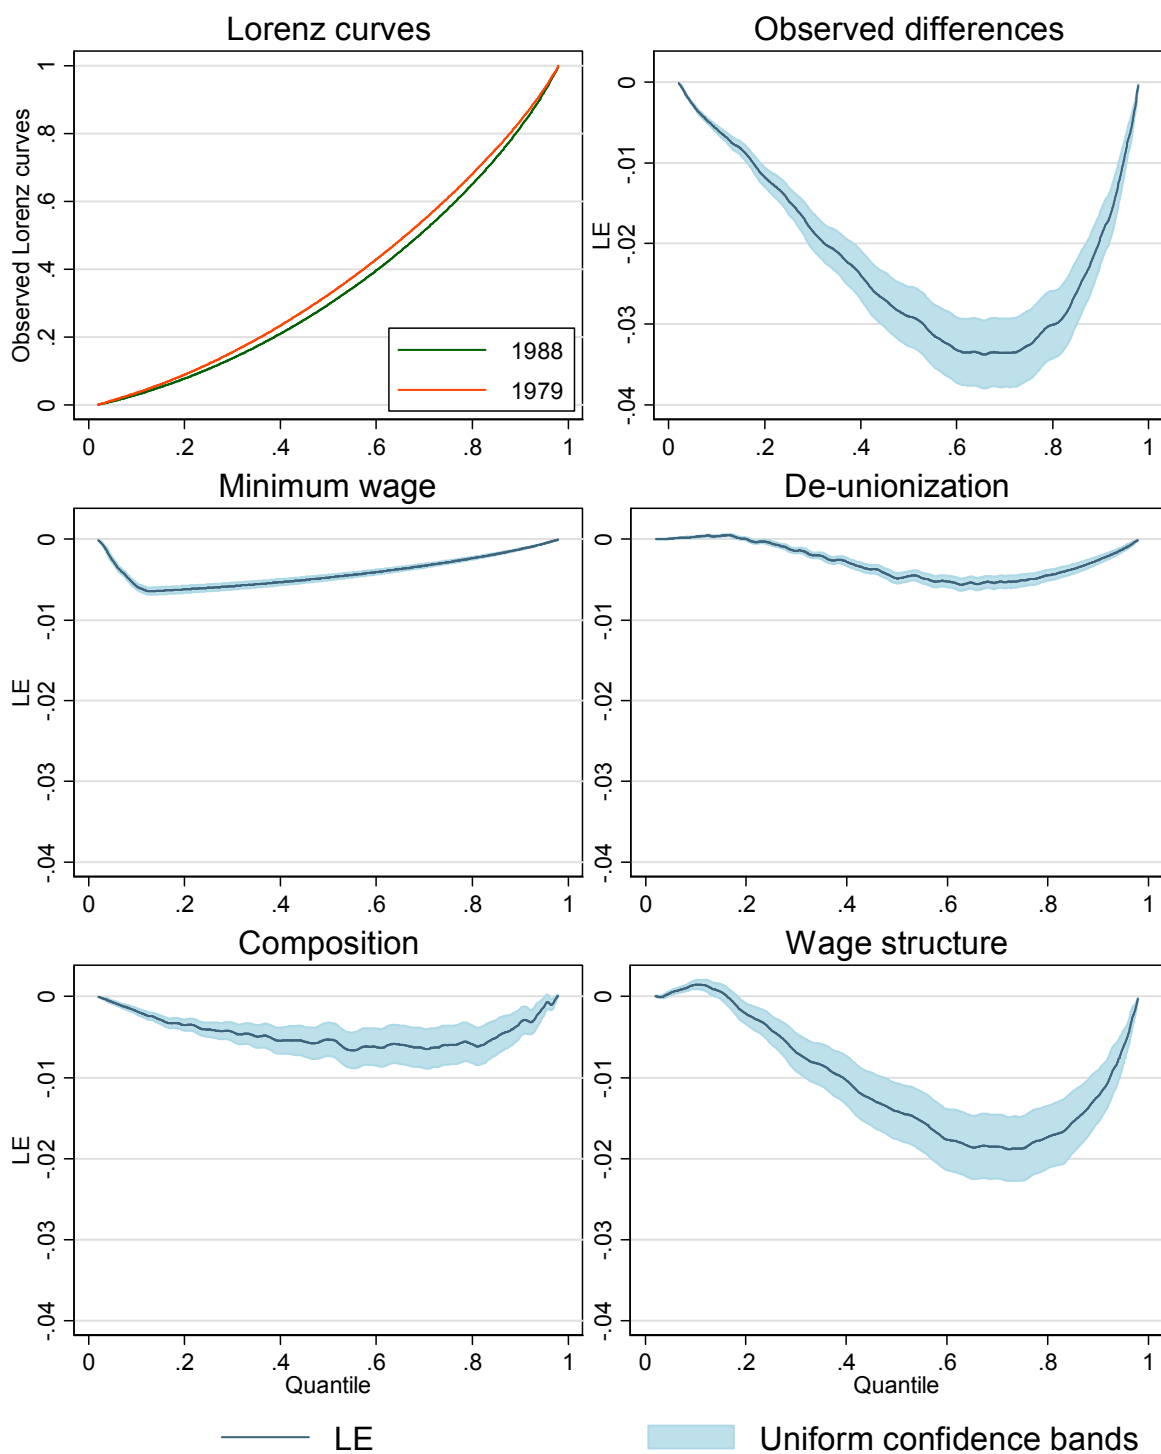 Lorenz curves
Observed differences
Observed Lorenz curves
0
.2
.4
.6
.8
1
1988
1979
0 .2 .4 .6 .8 1
LE
0
-.01
-.02
-.03
-.04
0 .2 .4 .6 .8 1
Minimum wage
De-unionization
LE
0
-.01
-.02
-.03
-.04
0 .2 .4 .6 .8 1
0
-.01
-.02
-.03
-.04
0 .2 .4 .6 .8 1
Composition
Wage structure
LE
0
-.01
-.02
-.03
-.04
0 .2 .4 .6 .8 1
Quantile
0
-.01
-.02
-.03
-.04
0 .2 .4 .6 .8 1
Quantile
LE
Uniform confidence bands